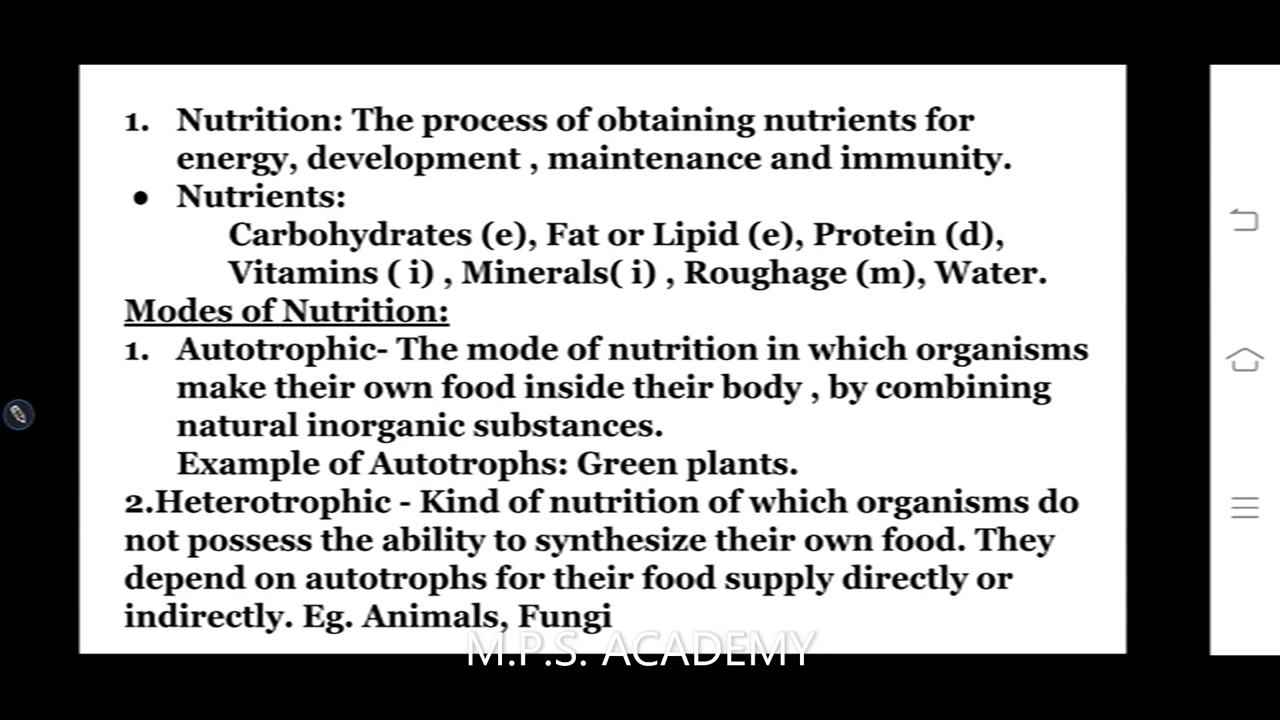 1. Nutrition: The process of obtaining nutrients for
energy, development , maintenance and immunity.
● Nutrients:
Carbohydrates (e), Fat or Lipid (e), Protein (d),
Vitamins ( i) , Minerals( i) , Roughage (m), Water.
Modes of Nutrition:
1. Autotrophic- The mode of nutrition in which organisms
make their own food inside their body , by combining
natural inorganic substances.
Example of Autotrophs: Green plants.
2.Heterotrophic - Kind of nutrition of which organisms do
not possess the ability to synthesize their own food. They
depend on autotrophs for their food supply directly or
indirectly. Eg. Animals, Fungi
M.P.S. ACADEMY